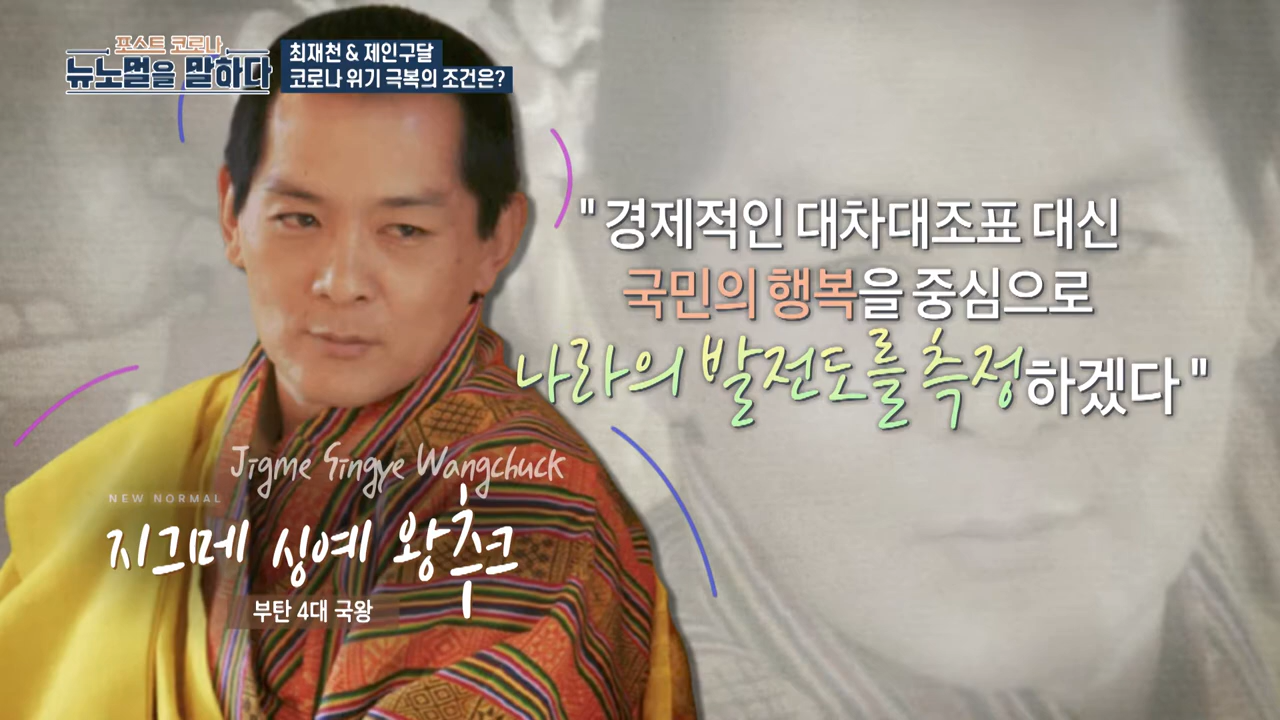 포스트 코로나
뉴노멀을 말하다
최재천 & 제인구달
코로나 위기 극복의 조건은?
" 경제적인 대차대조표 대신
국민의 행복을 중심으로
나라의 발전도를 측정하겠다 "
Jigme Singye Wangchuck
NEW NORMAL
지그메 싱예 왕추크
부탄 4대 국왕